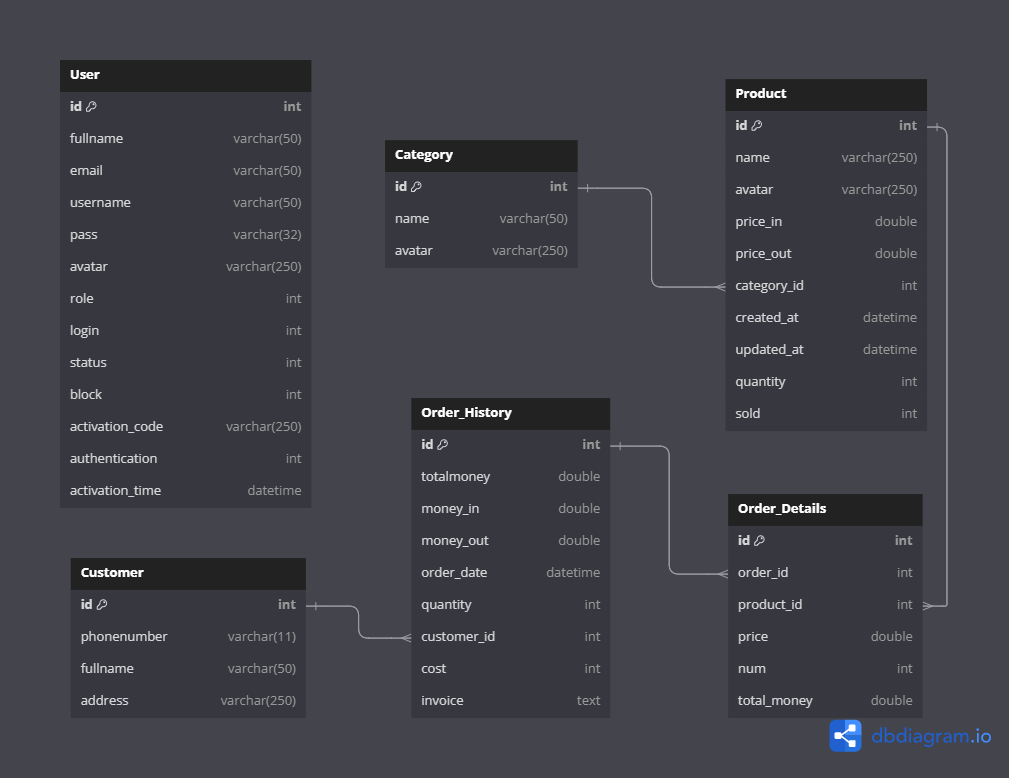 User
id int
fullname varchar(50)
email varchar(50)
username varchar(50)
pass varchar(32)
avatar varchar(250)
role int
login int
status int
block int
activation_code varchar(250)
authentication int
activation_time datetime
Category
id int
name varchar(50)
avatar varchar(250)
Product
id int
name varchar(250)
avatar varchar(250)
price_in double
price_out double
category_id int
created_at datetime
updated_at datetime
quantity int
sold int
Order_History
id int
totalmoney double
money_in double
money_out double
order_date datetime
quantity int
customer_id int
cost int
invoice text
Customer
id int
phonenumber varchar(11)
fullname varchar(50)
address varchar(250)
Order_Details
id int
order_id int
product_id int
price double
num int
total_money double
dbdiagram.io